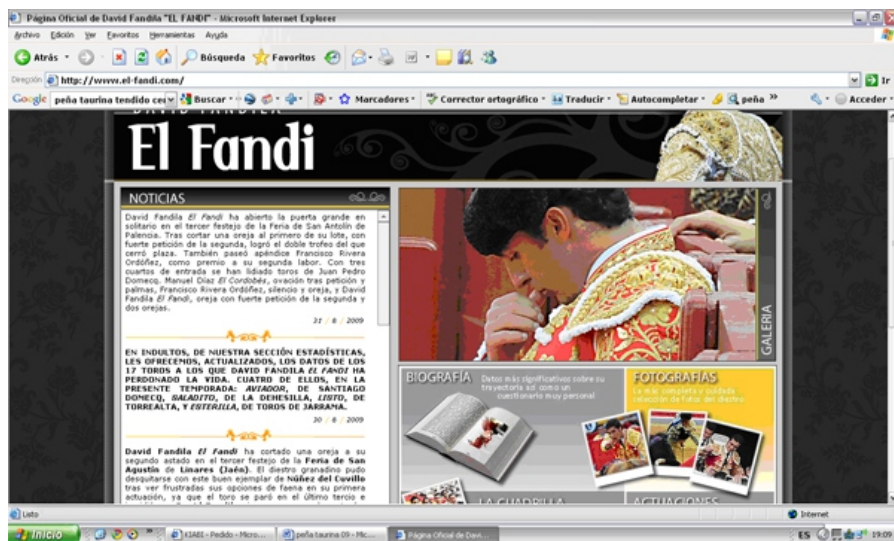 Página Oficial de David Fandila "EL FANDI" - Microsoft Internet Explorer
Archivo Edición Ver Favoritos Herramientas Ayuda
Atrás Búsqueda Favoritos
Dirección http://www.el-fandi.com/ Ir
Google peña taurina tendido cer Buscar Marcadores Corrector ortográfico Traducir Autocompletar peña Acceder
El Fandi
NOTICIAS
David Fandila El Fandi ha abierto la puerta grande en
solitario en el tercer festejo de la Feria de San Antolín de
Palencia. Tras cortar una oreja al primero de su lote, con
fuerte petición de la segunda, logró el doble trofeo del que
cerró plaza. También paseó apéndice Francisco Rivera
Ordóñez, como premio a su segunda labor. Con tres
cuartos de entrada se han lidiado toros de Juan Pedro
Domecq. Manuel Díaz El Cordobés, ovación tras petición y
palmas, Francisco Rivera Ordóñez, silencio y oreja, y David
Fandila El Fandi, oreja con fuerte petición de la segunda y
dos orejas.
31 / 8 / 2009
EN INDULTOS, DE NUESTRA SECCIÓN ESTADÍSTICAS,
LES OFRECEMOS, ACTUALIZADOS, LOS DATOS DE LOS
17 TOROS A LOS QUE DAVID FANDILA EL FANDI HA
PERDONADO LA VIDA. CUATRO DE ELLOS, EN LA
PRESENTE TEMPORADA: AVIADOR, DE SANTIAGO
DOMECQ, SALADITO, DE LA DEHESILLA, LISTO, DE
TORREALTA, Y ESTERILLA, DE TOROS DE JARRAMA.
30 / 8 / 2009
David Fandila El Fandi ha cortado una oreja a su
segundo astado en el tercer festejo de la Feria de San
Agustín de Linares (Jaén). El diestro granadino pudo
desquitarse con este buen ejemplar de Núñez del Cuvillo
tras ver frustradas sus opciones de faena en su primera
actuación, ya que el toro se paró en el último tercio e
GALERIA
BIOGRAFÍA
Datos más significativos sobre su
trayectoria así como un
cuestionario muy personal
FOTOGRAFÍAS
La más completa y cuidada
selección de fotos del diestro
LA CUADRILLA
ACTUACIONES
Listo Internet
Inicio KIABI - Pedido - Micro... peña taurina 09 - Mic... Página Oficial de Davi... ES 19:09